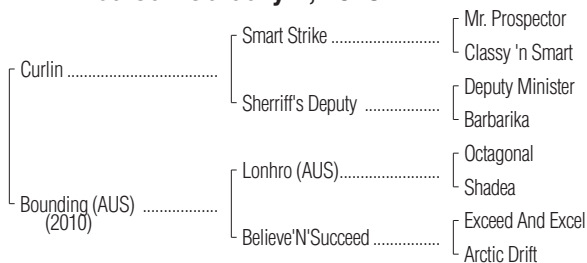 Mr. Prospector
Smart Strike
Classy 'n Smart
Curlin
Deputy Minister
Sherriff's Deputy
Barbarika
Octagonal
Lonhro (AUS)
Shadea
Bounding (AUS)
(2010)
Exceed And Excel
Believe'N'Succeed
Arctic Drift